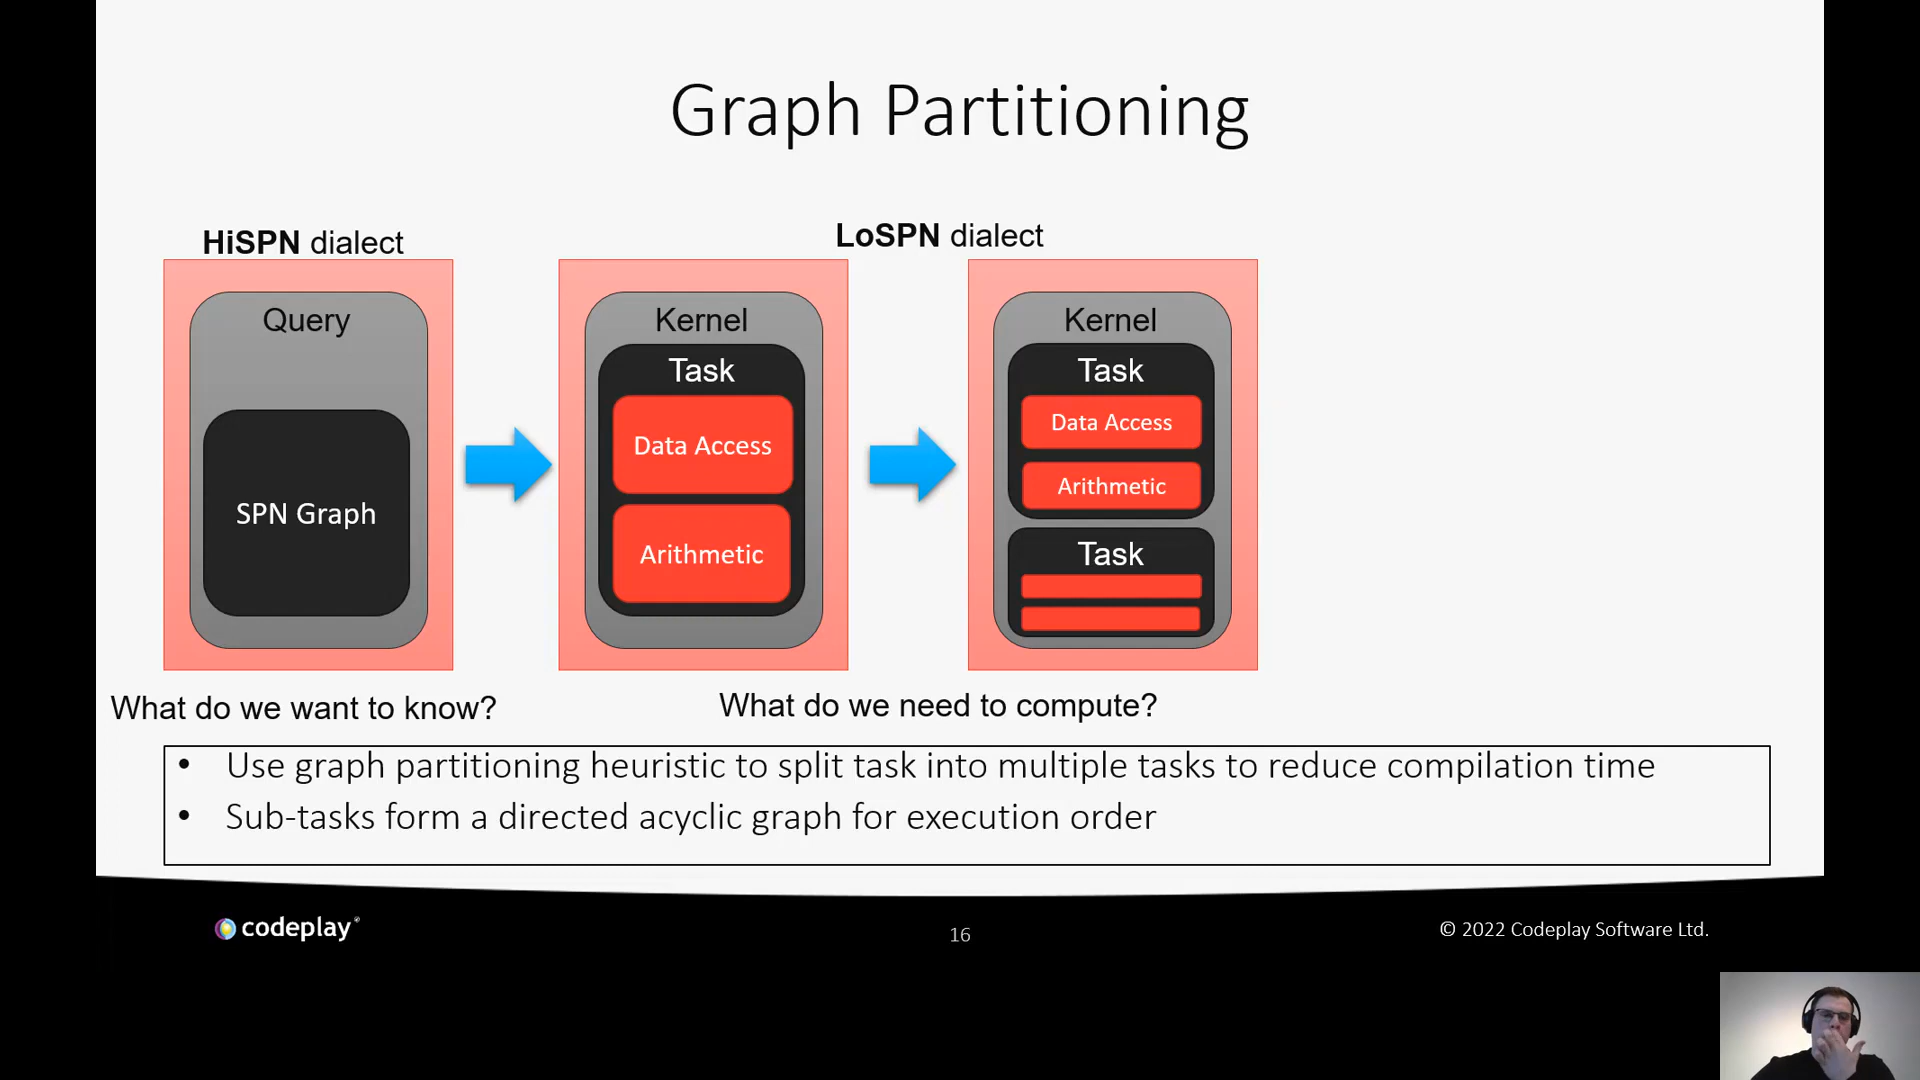 Graph Partitioning
HiSPN dialect
LoSPN dialect
Query
SPN Graph
Kernel
Task
Data Access
Arithmetic
Kernel
Task
Data Access
Arithmetic
Task
What do we want to know?
What do we need to compute?
• Use graph partitioning heuristic to split task into multiple tasks to reduce compilation time
• Sub-tasks form a directed acyclic graph for execution order
codeplay®
16
© 2022 Codeplay Software Ltd.